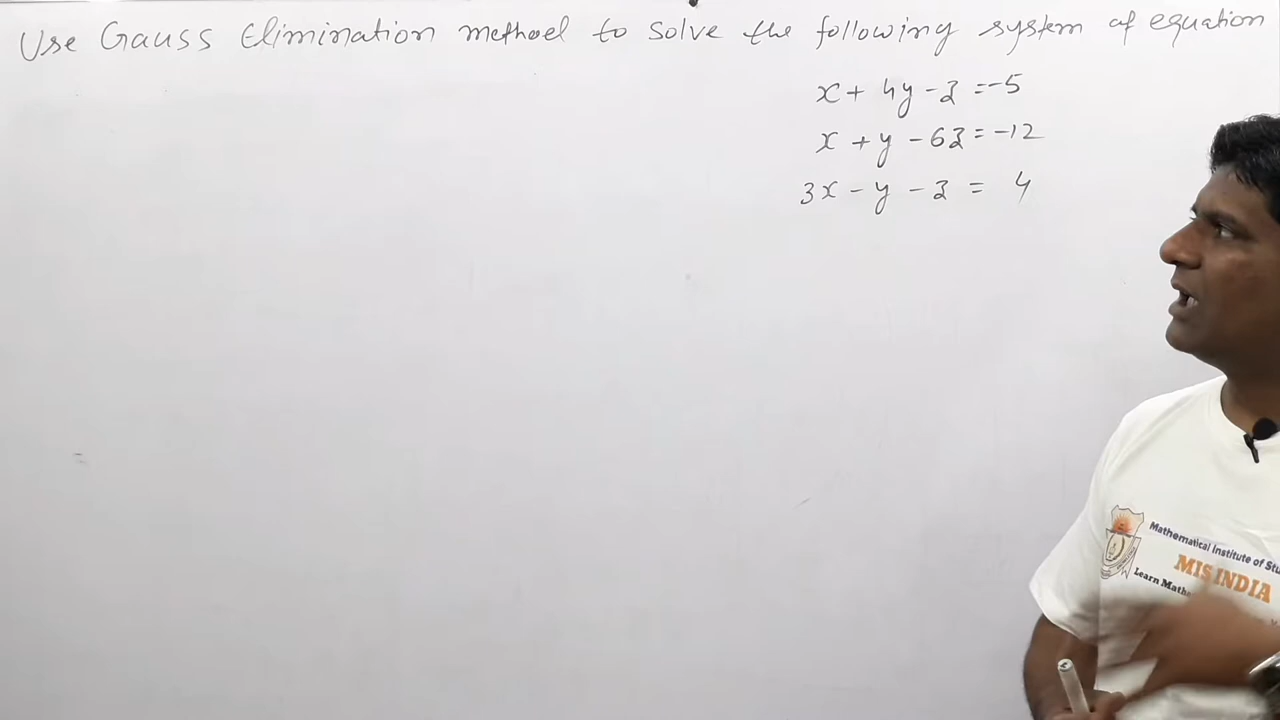 Use Gauss Elimination method to solve the following system of equation
x + 4y - z = -5
x + y - 6z = -12
3x - y - z = 4
Mathematical Institute of
MIS INDIA
Learn